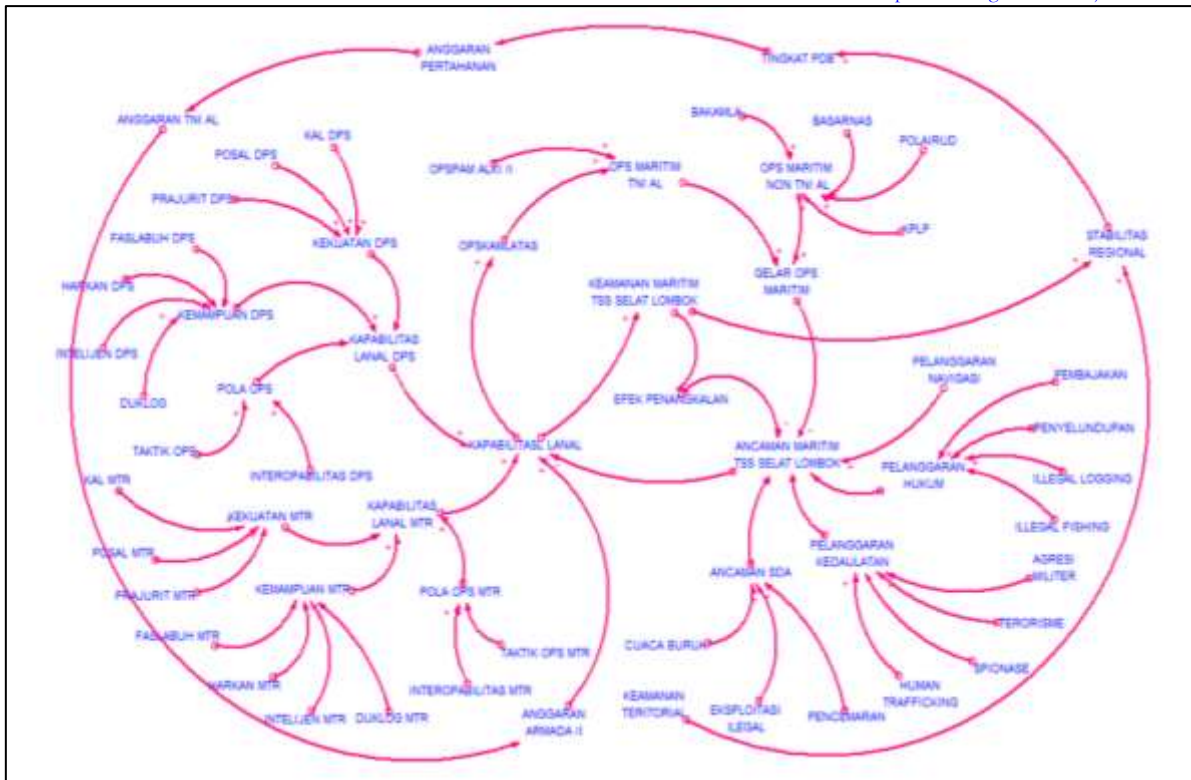 ANGGARAN
PERTAHANAN
TINGKAT PDB
ANGGARAN TNI AL
KAL DPS
POSAL DPS
PRAJURIT DPS
FASLABUH DPS
HARKAN DPS
INTELIJEN DPS
DUKLOG
KEKUATAN DPS
KEMAMPUAN DPS
KAPABILITAS
LANAL DPS
POLA OPS
TAKTIK OPS
INTEROPABILITAS DPS
OPSPAM ALKI II
OPS MARITIM
TNI AL
OPSKAMLATAS
BAKAMLA
BASARNAS
POLAIRUD
OPS MARITIM
NON TNI AL
KPLP
GELAR OPS
MARITIM
KEAMANAN MARITIM
TSS SELAT LOMBOK
STABILITAS
REGIONAL
EFEK PENANGKALAN
KAPABILITAS LANAL
ANCAMAN MARITIM
TSS SELAT LOMBOK
PELANGGARAN
NAVIGASI
PEMBAJAKAN
PENYELUNDUPAN
ILLEGAL LOGGING
ILLEGAL FISHING
PELANGGARAN
HUKUM
KAL MTR
KEKUATAN MTR
KAPABILITAS
LANAL MTR
POSAL MTR
PRAJURIT MTR
KEMAMPUAN MTR
POLA OPS MTR
FASLABUH MTR
HARKAN MTR
INTELIJEN MTR
DUKLOG MTR
TAKTIK OPS MTR
INTEROPABILITAS MTR
ANGGARAN
ARMADA II
PELANGGARAN
KEDAULATAN
AGRESI
MILITER
TERORISME
SPIONASE
HUMAN
TRAFFICKING
ANCAMAN SDA
CUACA BURUH
KEAMANAN
TERITORIAL
EKSPLOITASI
ILEGAL
PENCEMARAN